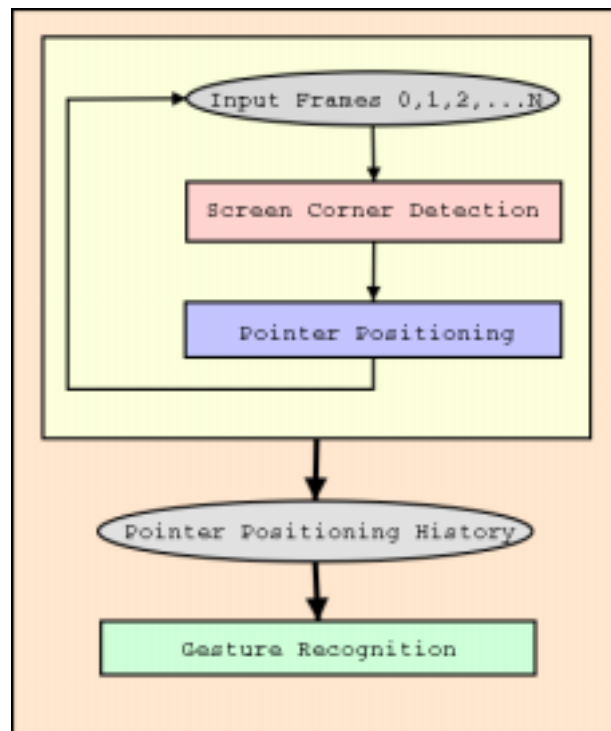 Input Frames 0,1,2,...N
Screen Corner Detection
Pointer Positioning
Pointer Positioning History
Gesture Recognition